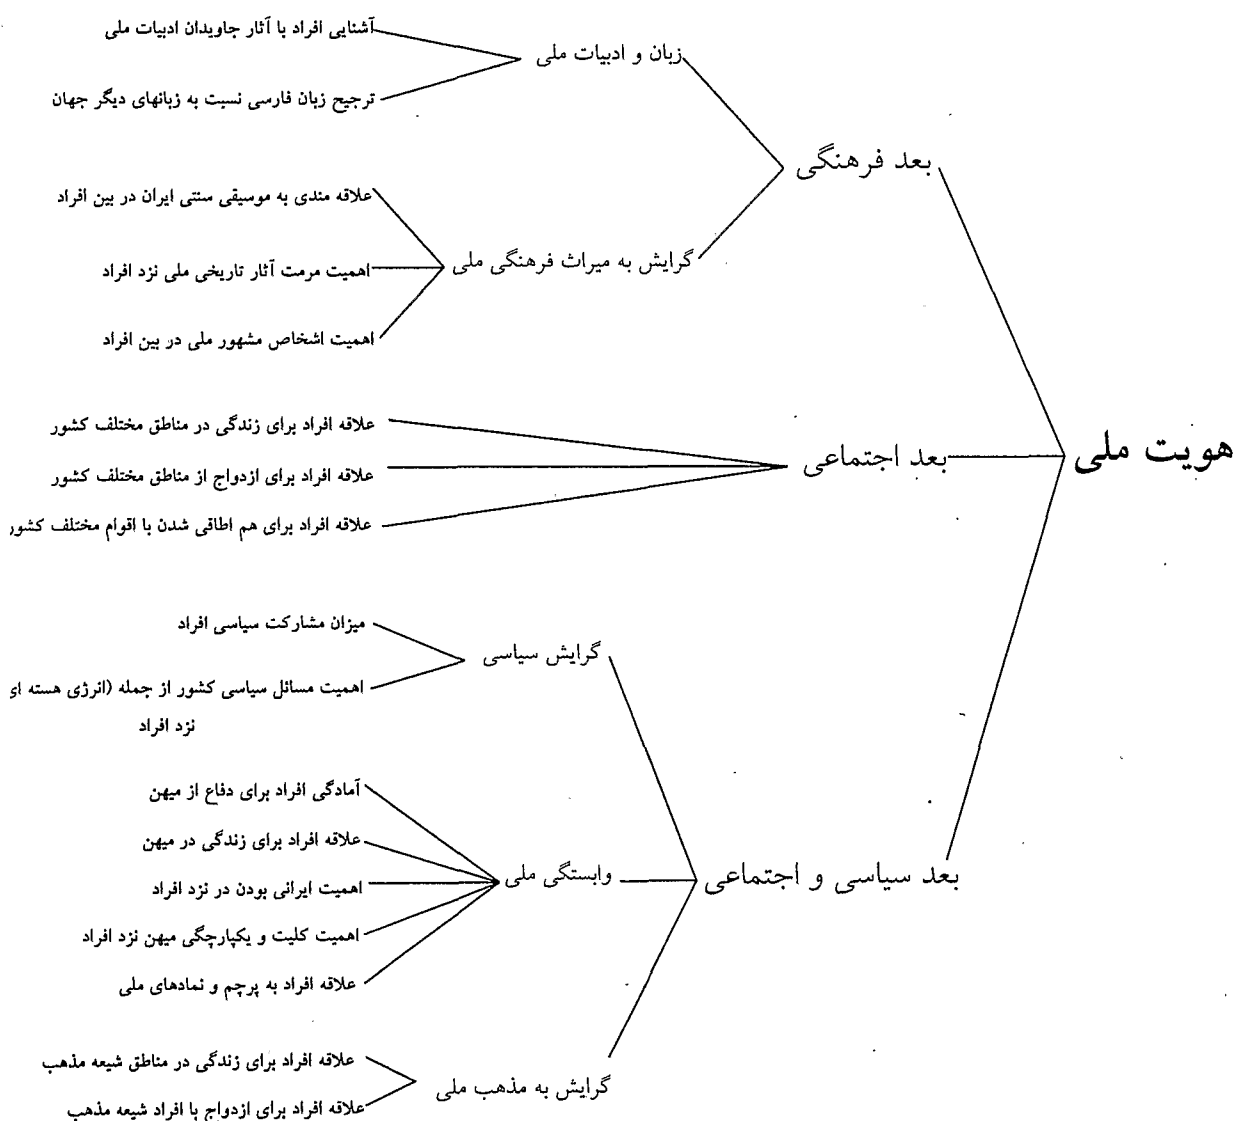 هویت ملی
بعد فرهنگی
زبان و ادبیات ملی
آشنایی افراد با آثار جاویدان ادبیات ملی
ترجیح زبان فارسی نسبت به زبانهای دیگر جهان
گرایش به میراث فرهنگی ملی
علاقه مندی به موسیقی سنتی ایران در بین افراد
اهمیت مرمت آثار تاریخی ملی نزد افراد
اهمیت اشخاص مشهور ملی در بین افراد
بعد اجتماعی
علاقه افراد برای زندگی در مناطق مختلف کشور
علاقه افراد برای ازدواج از مناطق مختلف کشور
علاقه افراد برای هم اطاقی شدن با اقوام مختلف کشور
بعد سیاسی و اجتماعی
گرایش سیاسی
میزان مشارکت سیاسی افراد
اهمیت مسائل سیاسی کشور از جمله (انرژی هسته ای
نزد افراد
وابستگی ملی
آمادگی افراد برای دفاع از میهن
علاقه افراد برای زندگی در میهن
اهمیت ایرانی بودن در نزد افراد
اهمیت کلیت و یکپارچگی میهن نزد افراد
علاقه افراد به پرچم و نمادهای ملی
گرایش به مذهب ملی
علاقه افراد برای زندگی در مناطق شیعه مذهب
علاقه افراد برای ازدواج با افراد شیعه مذهب